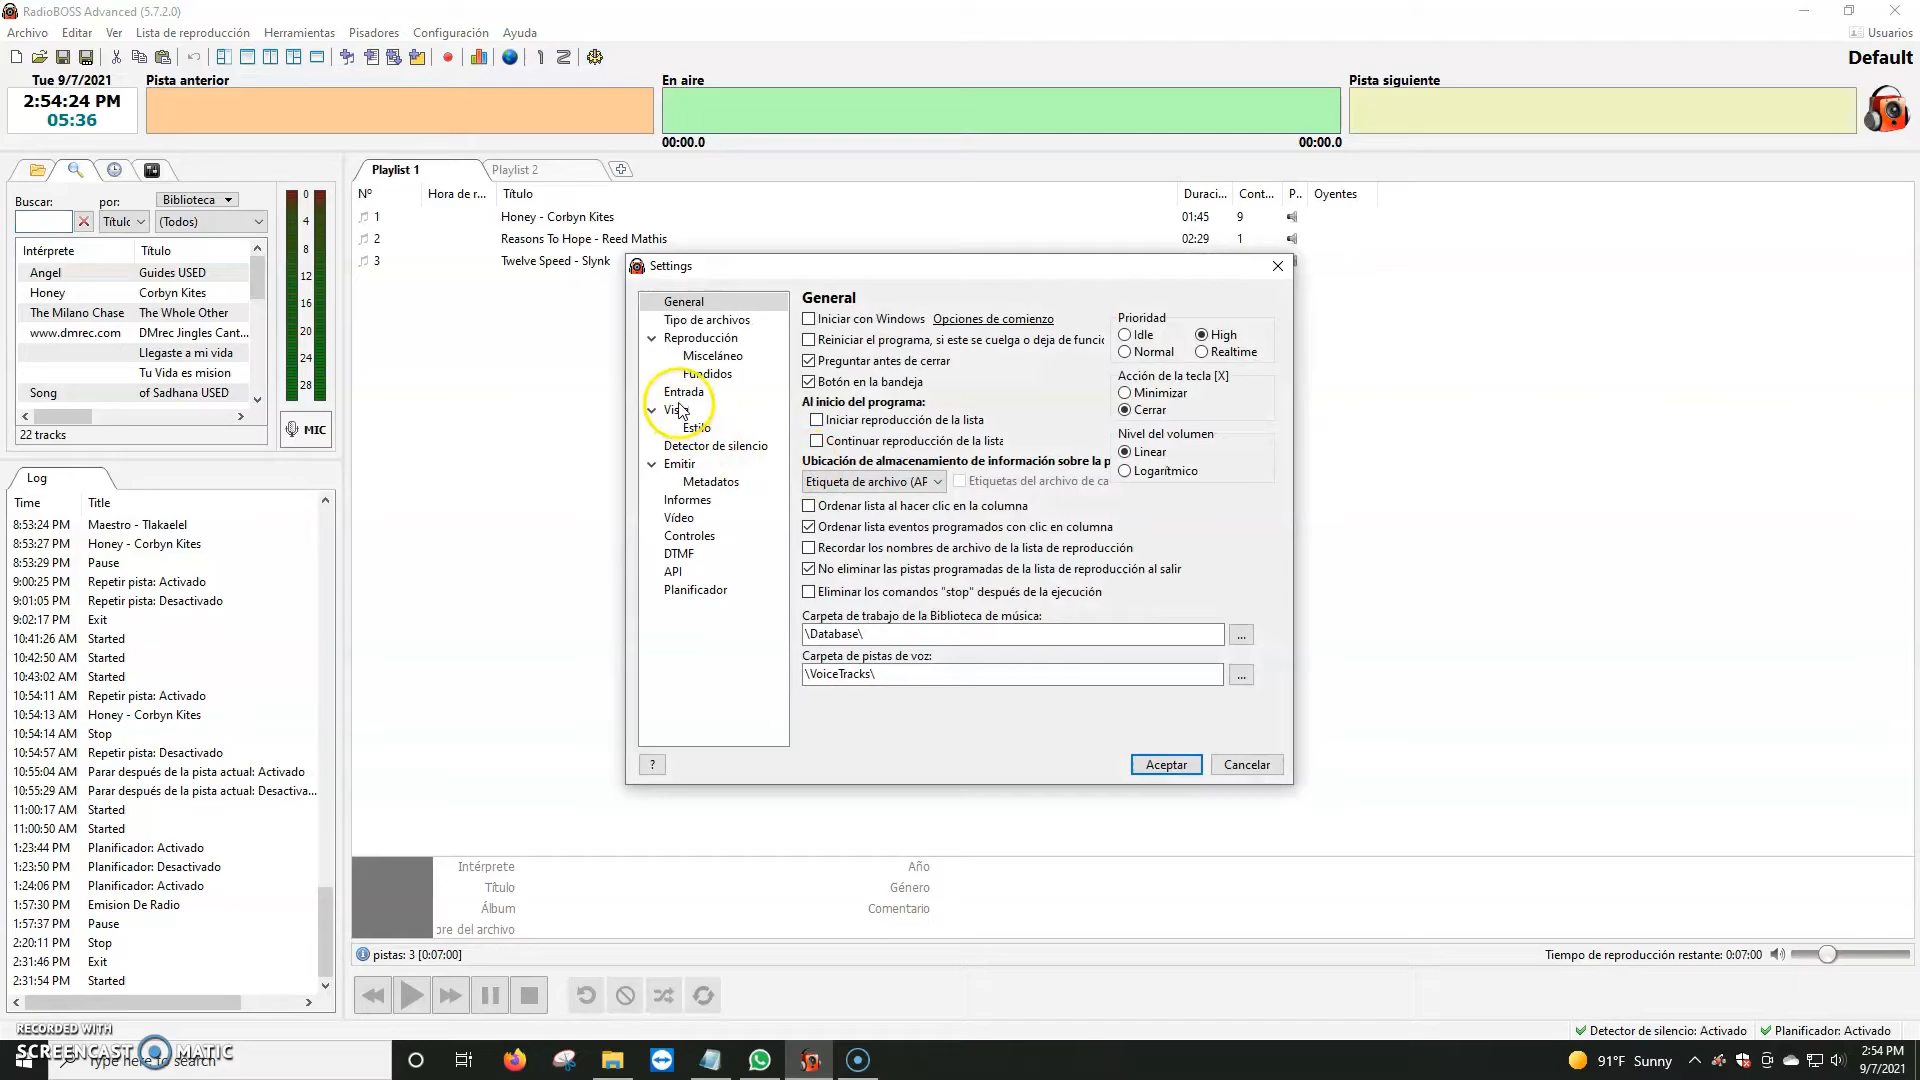 RadioBOSS Advanced (5.7.2.0)
Archivo Editar Ver Lista de reproducción Herramientas Pisadores Configuración Ayuda
Usuarios
Default
Tue 9/7/2021
2:54:24 PM
05:36
Pista anterior
En aire
Pista siguiente
00:00.0
00:00.0
Buscar:
por:
Biblioteca
Título
(Todos)
Intérprete Título
Angel Guides USED
Honey Corbyn Kites
The Milano Chase The Whole Other
www.dmrec.com DMrec Jingles Cant...
Llegaste a mi vida
Tu Vida es mision
Song of Sadhana USED
22 tracks
0
4
8
12
16
20
24
28
MIC
Playlist 1
Playlist 2
Nº Hora de r... Título Duraci... Cont... P.. Oyentes
1 Honey - Corbyn Kites 01:45 9
2 Reasons To Hope - Reed Mathis 02:29 1
3 Twelve Speed - Slynk
Log
Time Title
8:53:24 PM Maestro - Tlakaelel
8:53:27 PM Honey - Corbyn Kites
8:53:29 PM Pause
9:00:25 PM Repetir pista: Activado
9:01:05 PM Repetir pista: Desactivado
9:02:17 PM Exit
10:41:26 AM Started
10:42:50 AM Started
10:43:02 AM Started
10:54:11 AM Repetir pista: Activado
10:54:13 AM Honey - Corbyn Kites
10:54:14 AM Stop
10:54:57 AM Repetir pista: Desactivado
10:55:04 AM Parar después de la pista actual: Activado
10:55:29 AM Parar después de la pista actual: Desactiva...
11:00:17 AM Started
11:00:50 AM Started
1:23:44 PM Planificador: Activado
1:23:50 PM Planificador: Desactivado
1:24:06 PM Planificador: Activado
1:57:30 PM Emision De Radio
1:57:37 PM Pause
2:20:11 PM Stop
2:31:46 PM Exit
2:31:54 PM Started
Settings
General
Tipo de archivos
Reproducción
Misceláneo
Fundidos
Entrada
Estilo
Detector de silencio
Emitir
Metadatos
Informes
Vídeo
Controles
DTMF
API
Planificador
General
Iniciar con Windows Opciones de comienzo
Reiniciar el programa, si este se cuelga o deja de funcio
Preguntar antes de cerrar
Botón en la bandeja
Al inicio del programa:
Iniciar reproducción de la lista
Continuar reproducción de la lista
Ubicación de almacenamiento de información sobre la p
Etiqueta de archivo (AP
Etiquetas del archivo de ca
Ordenar lista al hacer clic en la columna
Ordenar lista eventos programados con clic en columna
Recordar los nombres de archivo de la lista de reproducción
No eliminar las pistas programadas de la lista de reproducción al salir
Eliminar los comandos "stop" después de la ejecución
Carpeta de trabajo de la Biblioteca de música:
\Database\
...
Carpeta de pistas de voz:
\VoiceTracks\
...
Prioridad
Idle High
Normal Realtime
Acción de la tecla [X]
Minimizar
Cerrar
Nivel del volumen
Linear
Logarítmico
?
Aceptar
Cancelar
Intérprete Año
Título Género
Álbum Comentario
bre del archivo
pistas: 3 [0:07:00]
Tiempo de reproducción restante: 0:07:00
Detector de silencio: Activado
Planificador: Activado
RECORDED WITH
SCREENCAST MATIC
Type here to search
91°F Sunny
2:54 PM
9/7/2021